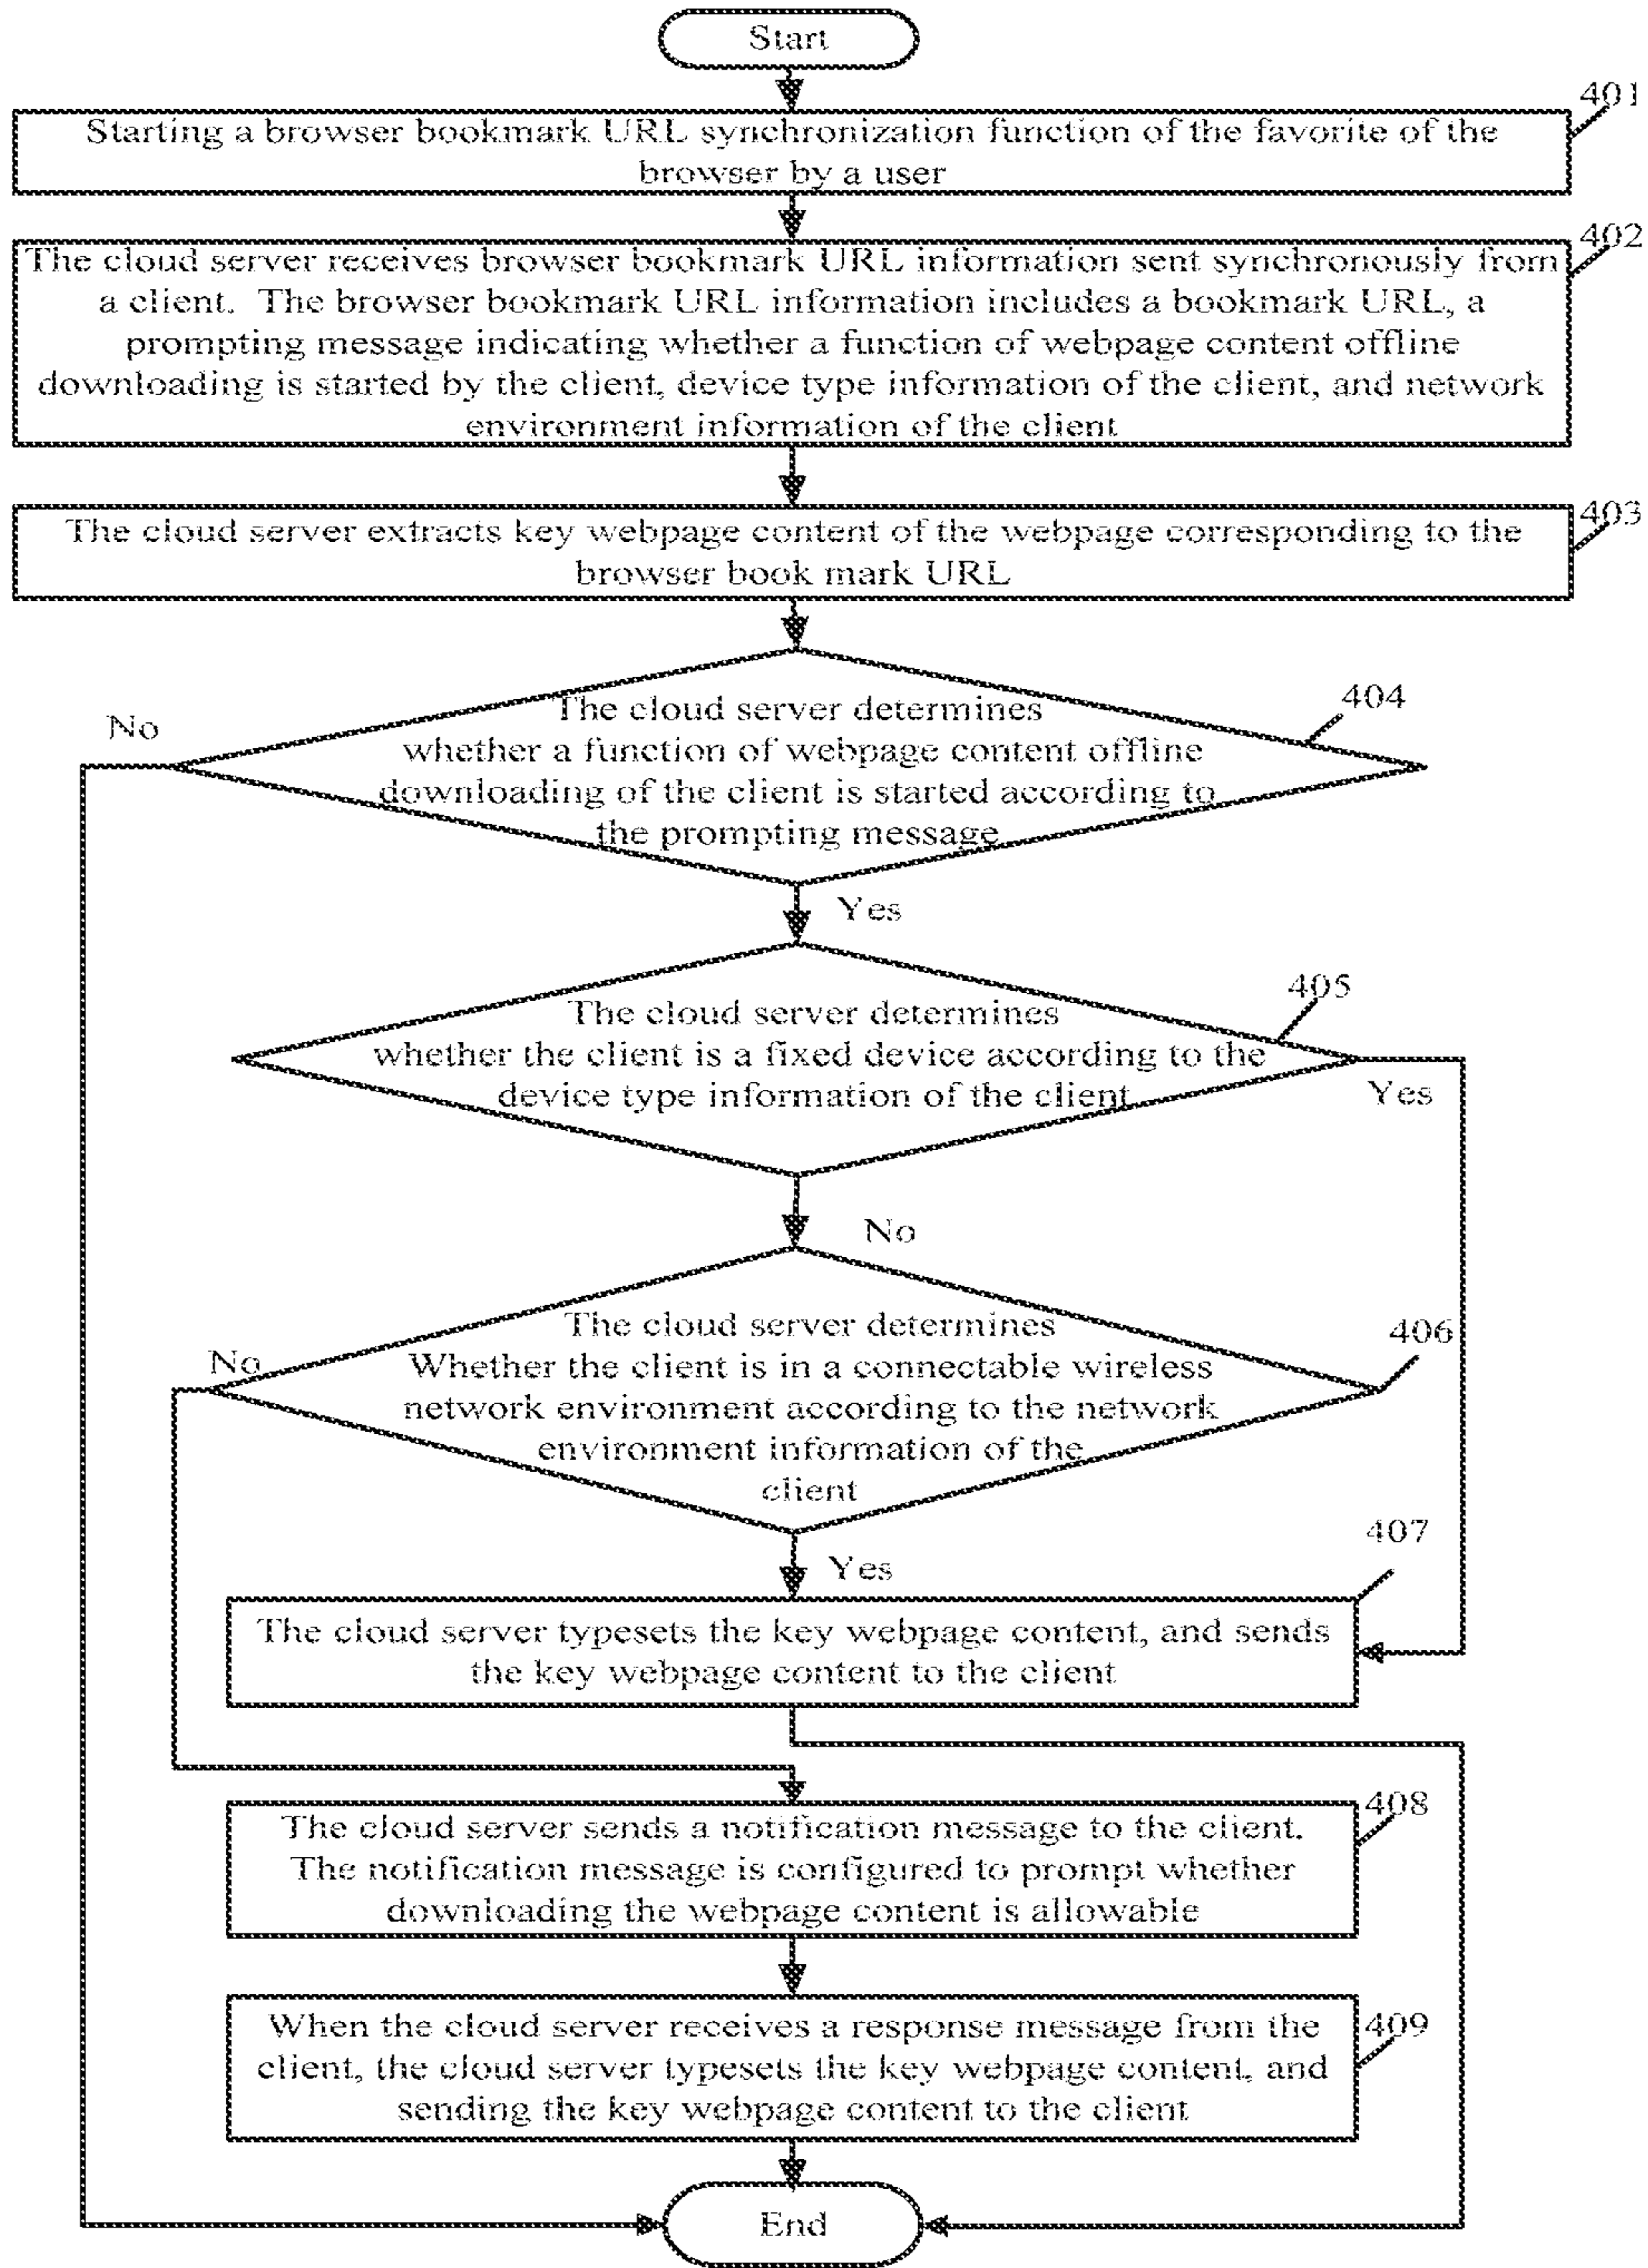 Start
401
Starting a browser bookmark URL synchronization function of the favorite of the
browser by a user
402
The cloud server receives browser bookmark URL information sent synchronously from
a client. The browser bookmark URL information includes a bookmark URL, a
prompting message indicating whether a function of webpage content offline
downloading is started by the client, device type information of the client, and network
environment information of the client
403
The cloud server extracts key webpage content of the webpage corresponding to the
browser book mark URL
404
No
The cloud server determines
whether a function of webpage content offline
downloading of the client is started according to
the prompting message
Yes
405
The cloud server determines
whether the client is a fixed device according to the
device type information of the client
Yes
No
406
No
The cloud server determines
Whether the client is in a connectable wireless
network environment according to the network
environment information of the
client
407
Yes
The cloud server typesets the key webpage content, and sends
the key webpage content to the client
408
The cloud server sends a notification message to the client.
The notification message is configured to prompt whether
downloading the webpage content is allowable
409
When the cloud server receives a response message from the
client, the cloud server typesets the key webpage content, and
sending the key webpage content to the client
End